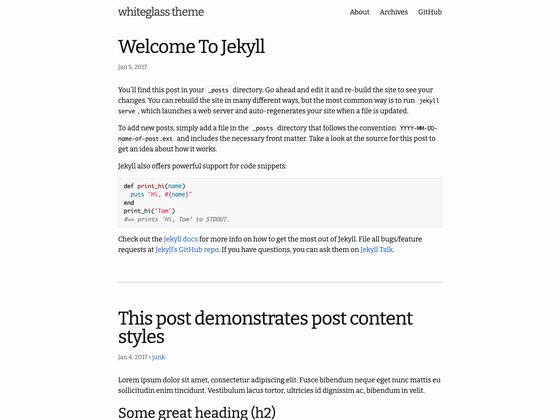 whiteglass theme
About Archives GitHub
Welcome To Jekyll
Jan 5, 2017
You'll find this post in your _posts directory. Go ahead and edit it and re-build the site to see your
changes. You can rebuild the site in many different ways, but the most common way is to run jekyll
serve , which launches a web server and auto-regenerates your site when a file is updated.
To add new posts, simply add a file in the _posts directory that follows the convention YYYY-MM-DD-
name-of-post.ext and includes the necessary front matter. Take a look at the source for this post to
get an idea about how it works.
Jekyll also offers powerful support for code snippets:
def print_hi(name)
  puts "Hi, #{name}"
end
print_hi('Tom')
#=> prints 'Hi, Tom' to STDOUT.
Check out the Jekyll docs for more info on how to get the most out of Jekyll. File all bugs/feature
requests at Jekyll's GitHub repo. If you have questions, you can ask them on Jekyll Talk.
This post demonstrates post content
styles
Jan 4, 2017 • junk
Lorem ipsum dolor sit amet, consectetur adipiscing elit. Fusce bibendum neque eget nunc mattis eu
sollicitudin enim tincidunt. Vestibulum lacus tortor, ultricies id dignissim ac, bibendum in velit.
Some great heading (h2)